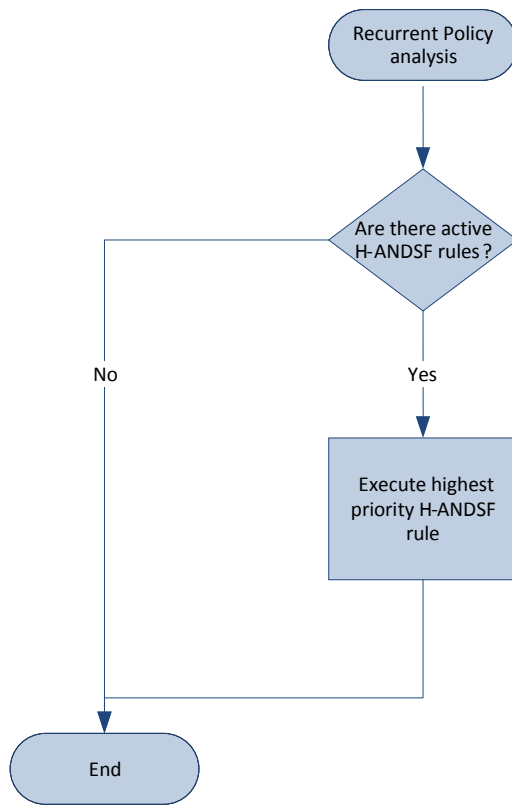 Recurrent Policy
analysis
Are there active
H-ANDSF rules?
No
Yes
Execute highest
priority H-ANDSF
rule
End